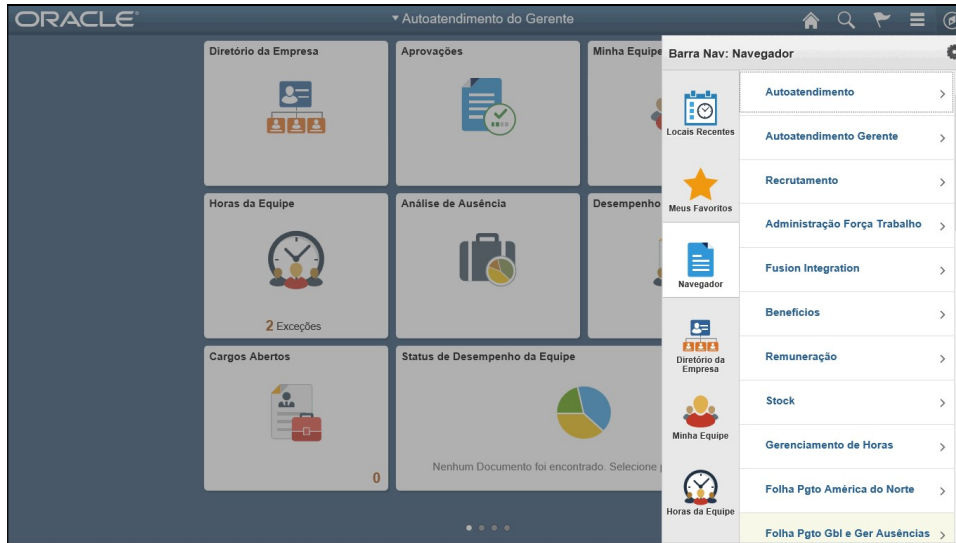 ORACLE
Autoatendimento do Gerente
Diretório da Empresa
Aprovações
Minha Equipe
Horas da Equipe
2 Exceções
Análise de Ausência
Desempenho
Cargos Abertos
0
Status de Desempenho da Equipe
Nenhum Documento foi encontrado. Selecione
Barra Nav: Navegador
Locais Recentes
Meus Favoritos
Navegador
Diretório da
Empresa
Minha Equipe
Horas da Equipe
Autoatendimento
Autoatendimento Gerente
Recrutamento
Administração Força Trabalho
Fusion Integration
Benefícios
Remuneração
Stock
Gerenciamento de Horas
Folha Pgto América do Norte
Folha Pgto Gbl e Ger Ausências